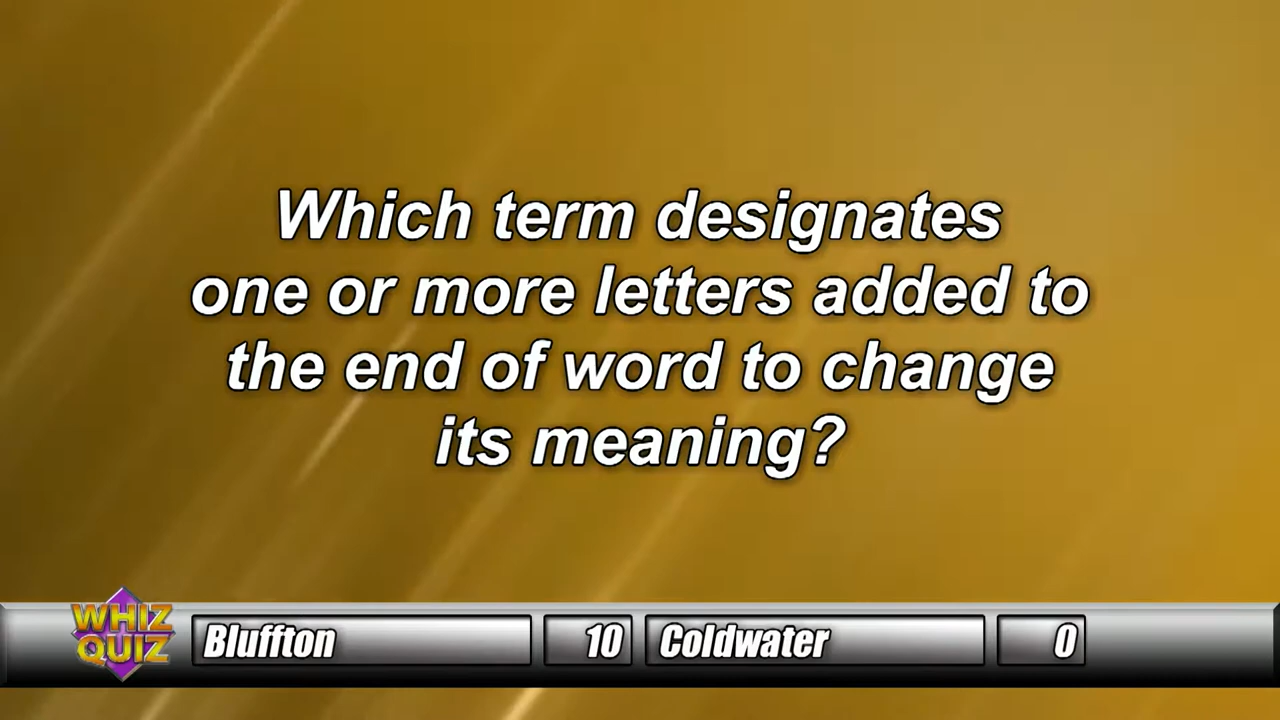 Which term designates
one or more letters added to
the end of word to change
its meaning?
WHIZ
QUIZ
Bluffton 10 Coldwater 0